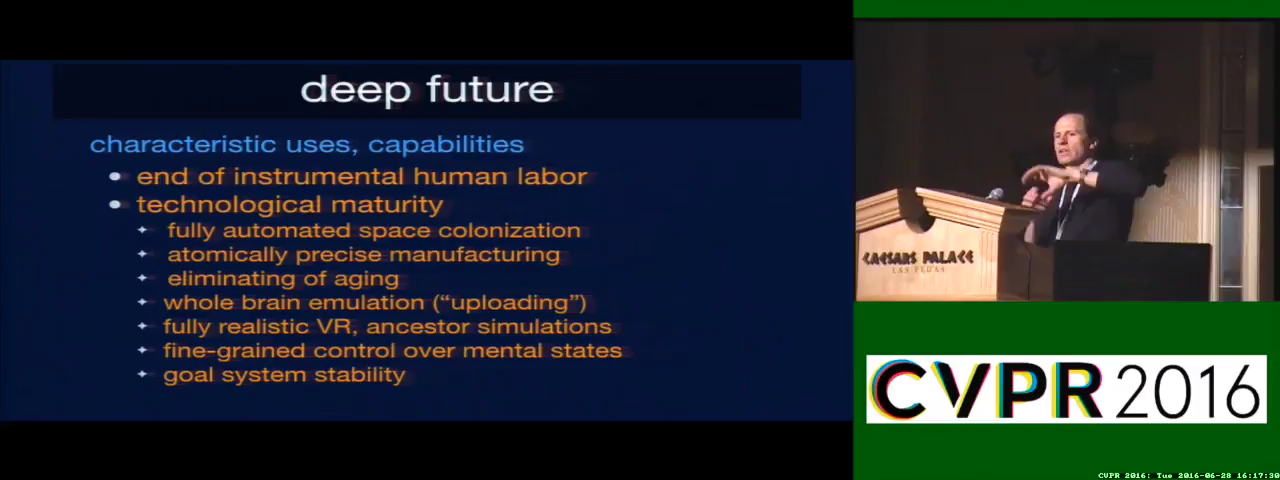 deep future
characteristic uses, capabilities
end of instrumental human labor
technological maturity
fully automated space colonization
atomically precise manufacturing
eliminating of aging
whole brain emulation ("uploading")
fully realistic VR, ancestor simulations
fine-grained control over mental states
goal system stability
CAESARS PALACE
LAS VEGAS
CVPR 2016
CVPR 2016: Tue 2016-06-28 16:17:30